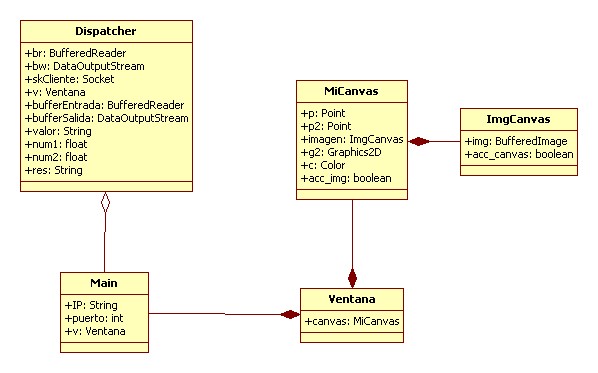 Dispatcher
+br: BufferedReader
+bw: DataOutputStream
+skCliente: Socket
+v: Ventana
+bufferEntrada: BufferedReader
+bufferSalida: DataOutputStream
+valor: String
+num1: float
+num2: float
+res: String
MiCanvas
+p: Point
+p2: Point
+imagen: ImgCanvas
+g2: Graphics2D
+c: Color
+acc_img: boolean
ImgCanvas
+img: BufferedImage
+acc_canvas: boolean
Main
+IP: String
+puerto: int
+v: Ventana
Ventana
+canvas: MiCanvas